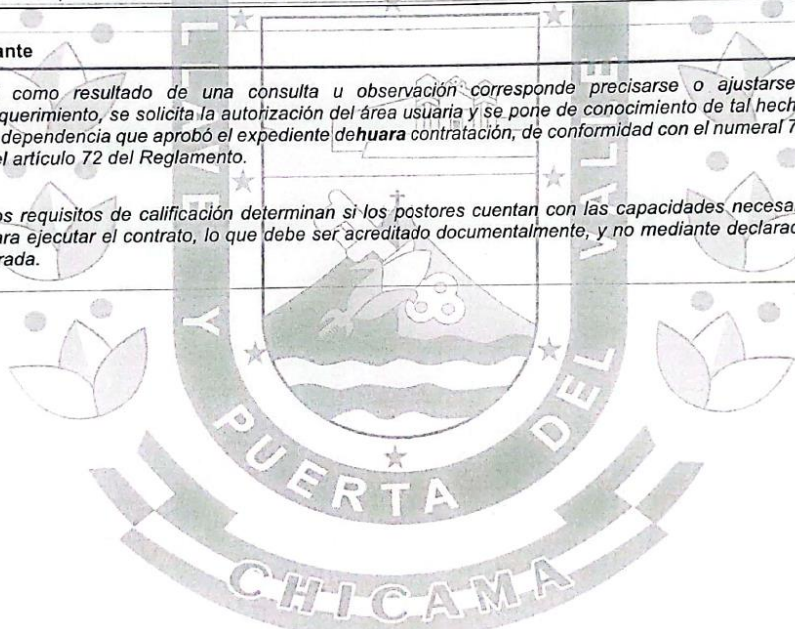 ante
como resultado de una consulta u observación corresponde precisarse o ajustarse
querimiento, se solicita la autorización del área usuaria y se pone de conocimiento de tal hech
dependencia que aprobó el expediente dehuara contratación, de conformidad con el numeral 7
el artículo 72 del Reglamento.
os requisitos de calificación determinan si los postores cuentan con las capacidades necesa
ara ejecutar el contrato, lo que debe ser acreditado documentalmente, y no mediante declarac
rada.
LLAVE Y PUERTA DEL VALLE
CHICAMA